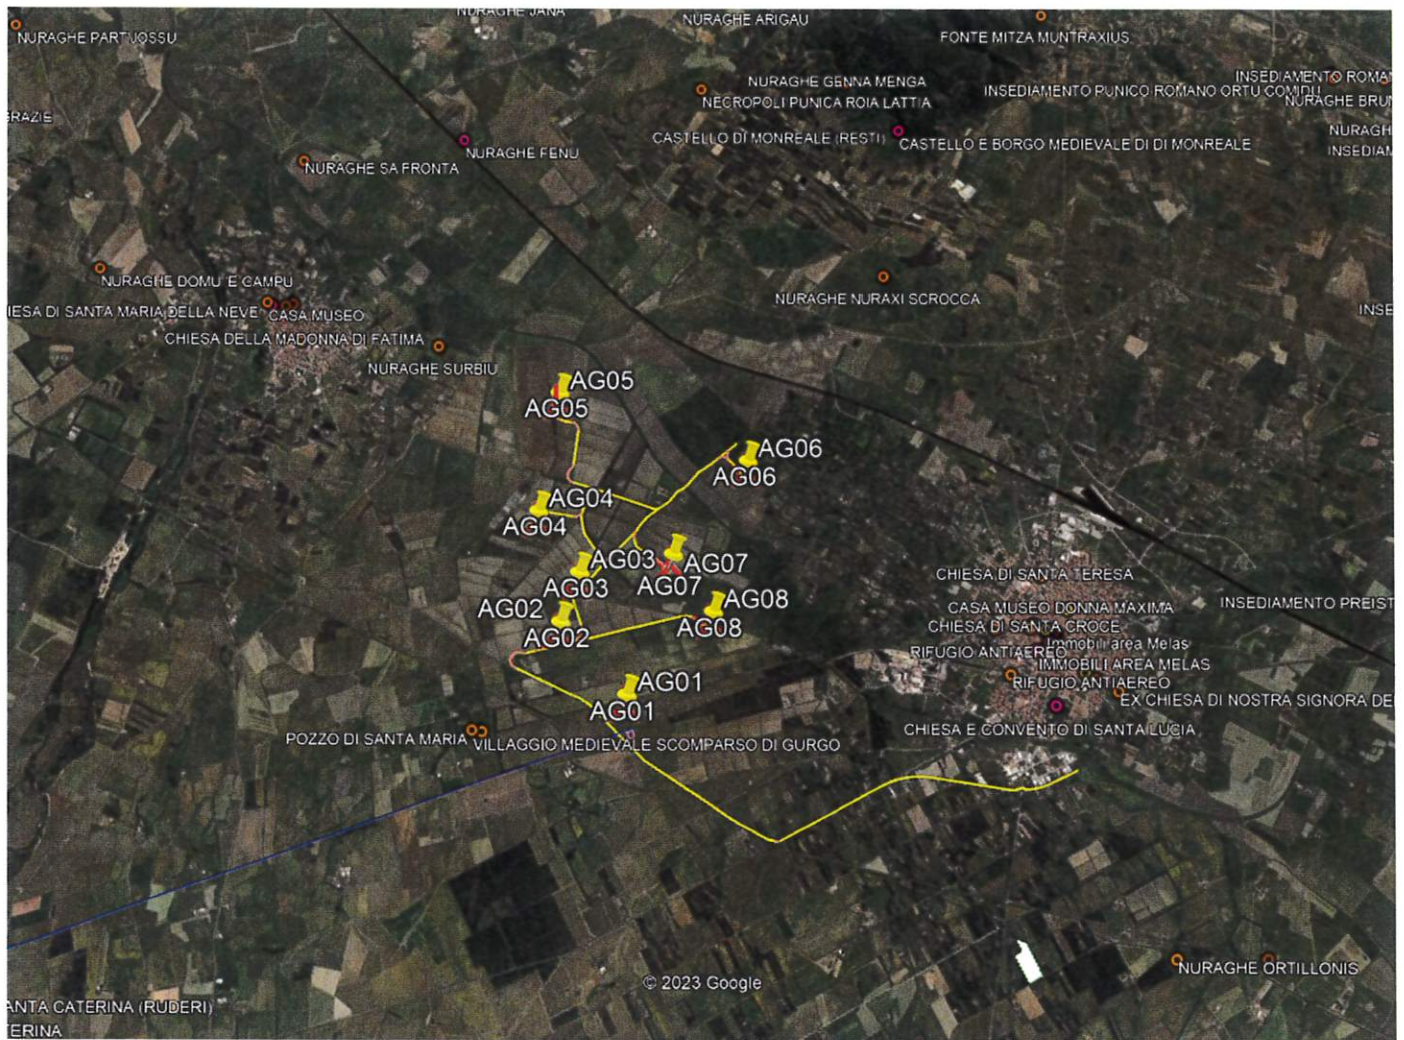 NURAGHE JANA
NURAGHE ARIGAU
NURAGHE PARTUOSSU
FONTE MITZA MUNTRAXIUS
INSEDIAMENTO ROMAN
NURAGHE GENNA MENGA
INSEDIAMENTO PUNICO ROMANO ORTU COMIDU
NECROPOLI PUNICA ROIA LATTIA
NURAGHE BRUN
GRAZIE
NURAGH
CASTELLO DI MONREALE (RESTI)
CASTELLO E BORGO MEDIEVALE DI DI MONREALE
INSEDIAM
NURAGHE FENU
NURAGHE SA FRONTA
NURAGHE DOMU 'E CAMPU
NURAGHE NURAXI SCROCCA
HIESA DI SANTA MARIA DELLA NEVE
CASA MUSEO
INSE
CHIESA DELLA MADONNA DI FATIMA
NURAGHE SURBIU
AG05
AG05
AG06
AG06
AG04
AG04
AG03
AG03
AG07
AG07
CHIESA DI SANTA TERESA
AG02
AG02
AG08
AG08
INSEDIAMENTO PREIST
CASA MUSEO DONNA MAXIMA
CHIESA DI SANTA CROCE
Immobili area Melas
RIFUGIO ANTIAEREO
IMMOBILI AREA MELAS
RIFUGIO ANTIAEREO
AG01
AG01
EX CHIESA DI NOSTRA SIGNORA DE
CHIESA E CONVENTO DI SANTA LUCIA
POZZO DI SANTA MARIA
VILLAGGIO MEDIEVALE SCOMPARSO DI GURGO
NURAGHE ORTILLONIS
© 2023 Google
ANTA CATERINA (RUDERI)
TERINA